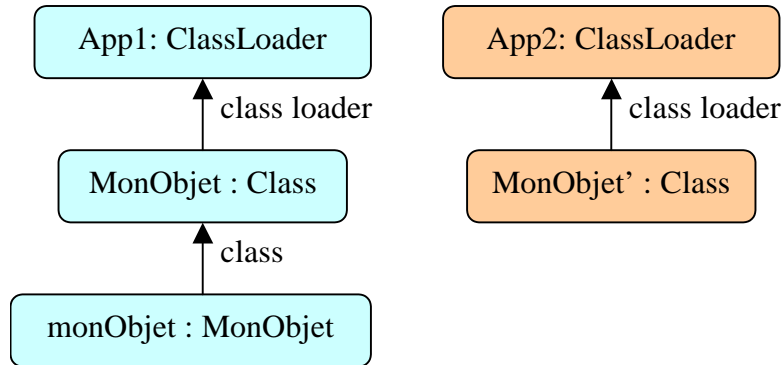 App1: ClassLoader
App2: ClassLoader
class loader
class loader
MonObjet : Class
MonObjet’ : Class
class
monObjet : MonObjet